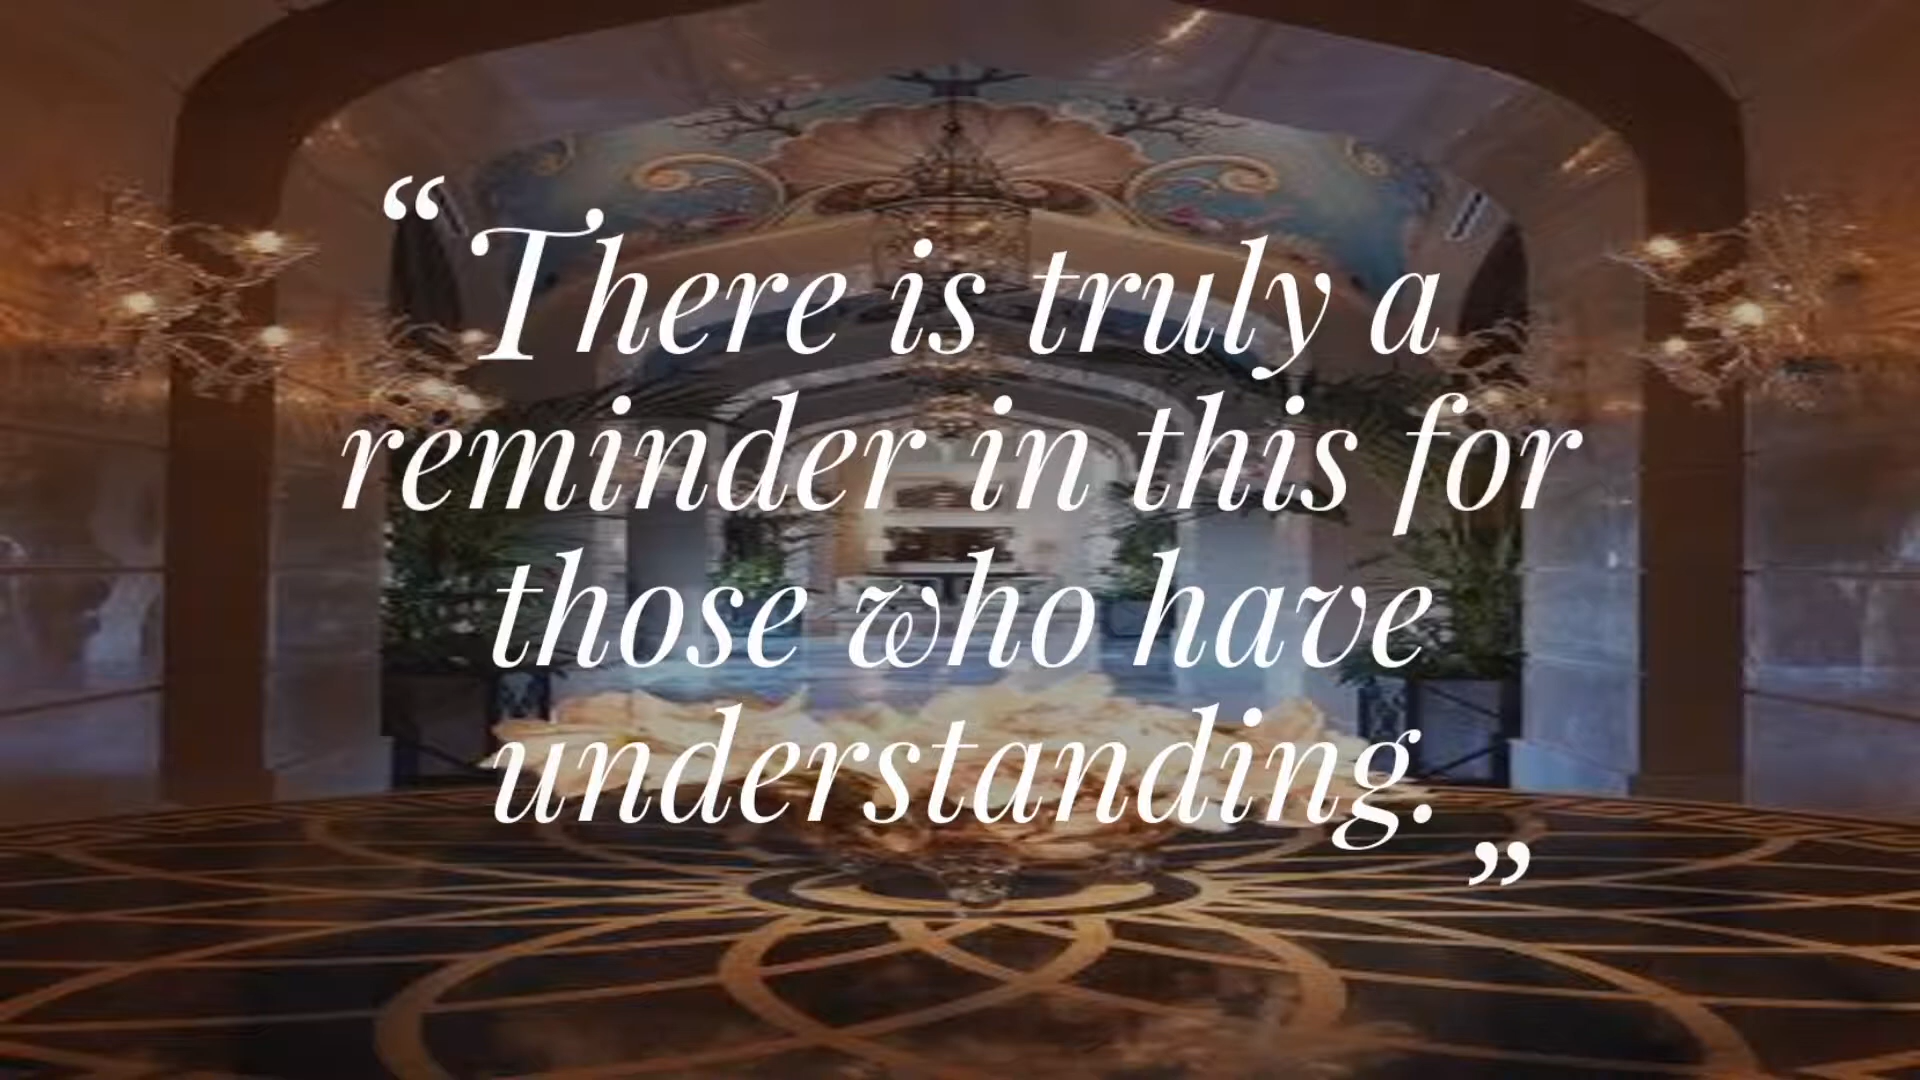 “There is truly a
reminder in this for
those who have
understanding.”